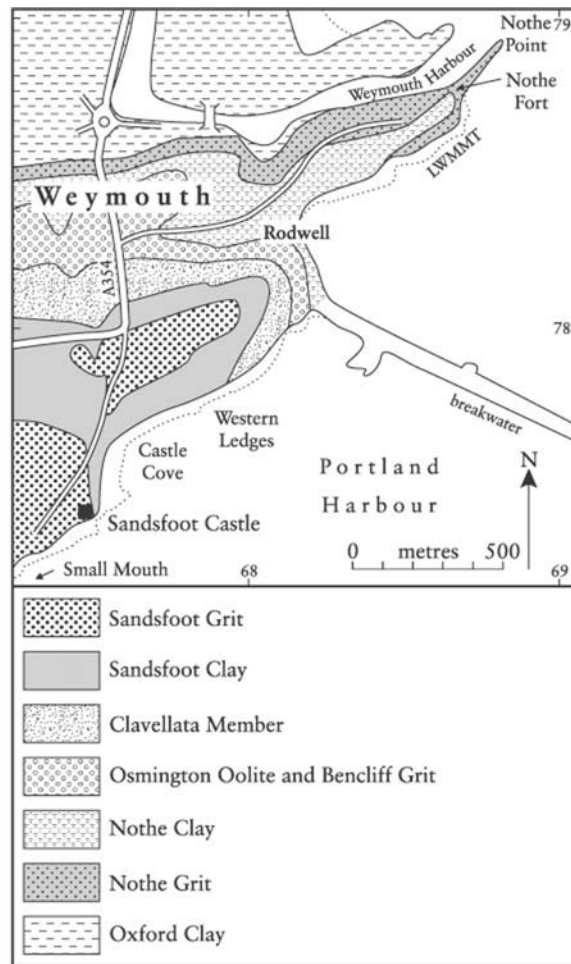 79
Nothe
Point
Weymouth Harbour
Nothe
Fort
LWMMT
Weymouth
Rodwell
A354
78
breakwater
Western
Ledges
Castle
Cove
Portland
Harbour
N
Sandsfoot Castle
0 metres 500
Small Mouth
68
69
Sandsfoot Grit
Sandsfoot Clay
Clavellata Member
Osmington Oolite and Bencliff Grit
Nothe Clay
Nothe Grit
Oxford Clay